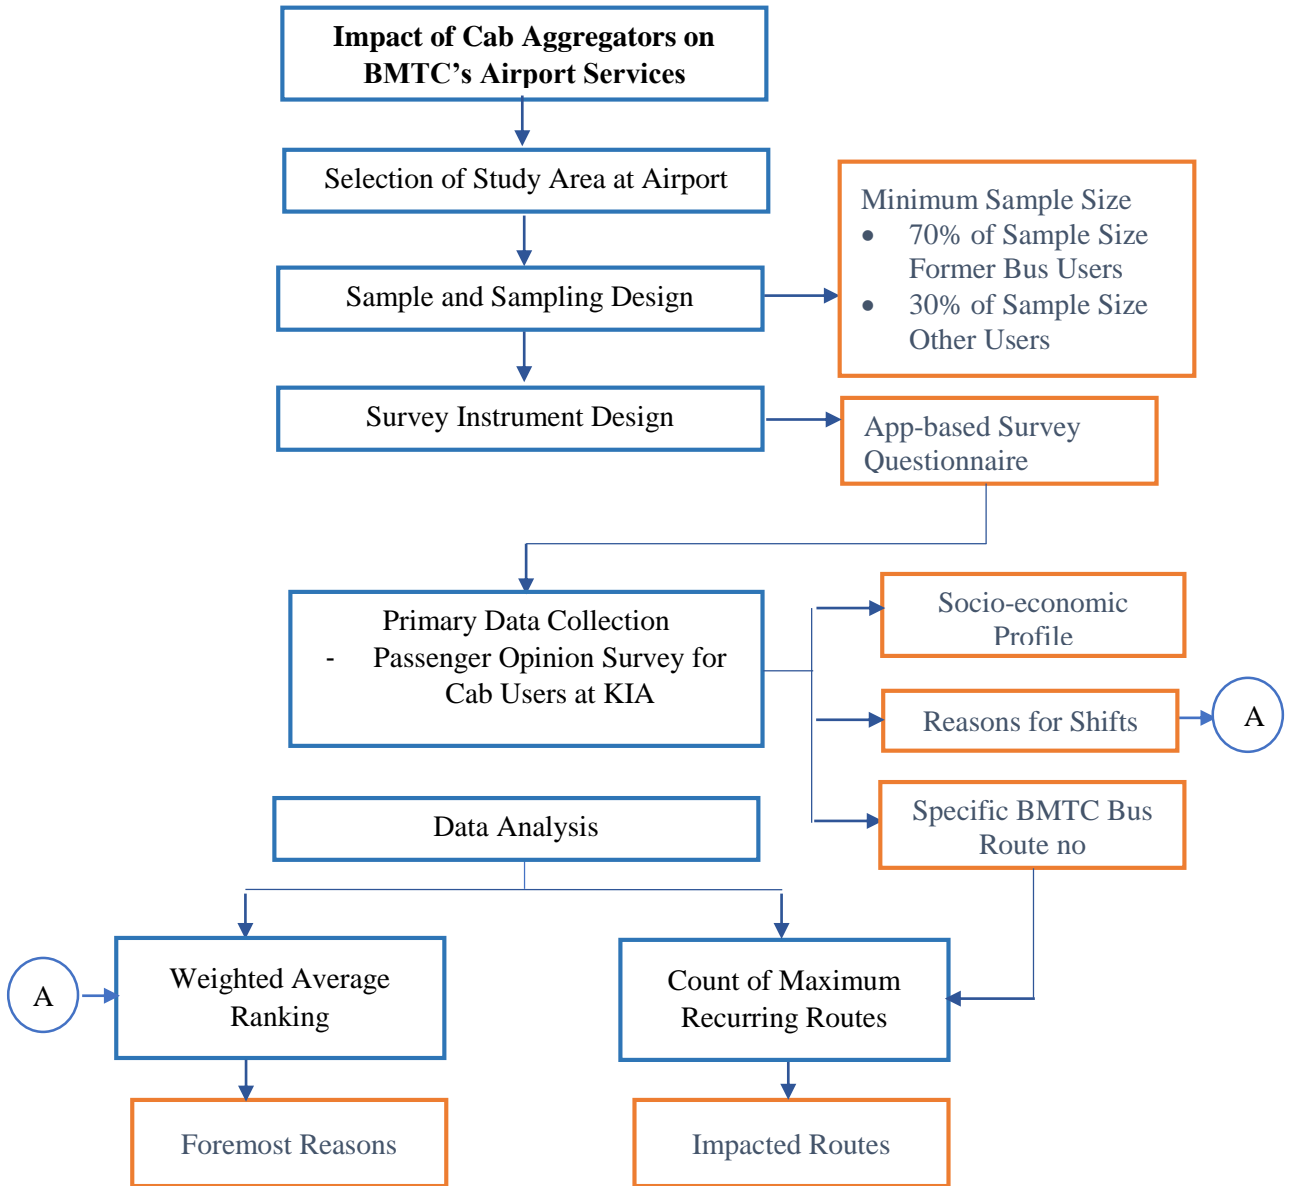 Impact of Cab Aggregators on
BMTC’s Airport Services
Selection of Study Area at Airport
Sample and Sampling Design
Minimum Sample Size
• 70% of Sample Size
Former Bus Users
• 30% of Sample Size
Other Users
Survey Instrument Design
App-based Survey
Questionnaire
Primary Data Collection
- Passenger Opinion Survey for
Cab Users at KIA
Socio-economic
Profile
Reasons for Shifts
A
Specific BMTC Bus
Route no
Data Analysis
A
Weighted Average
Ranking
Count of Maximum
Recurring Routes
Foremost Reasons
Impacted Routes